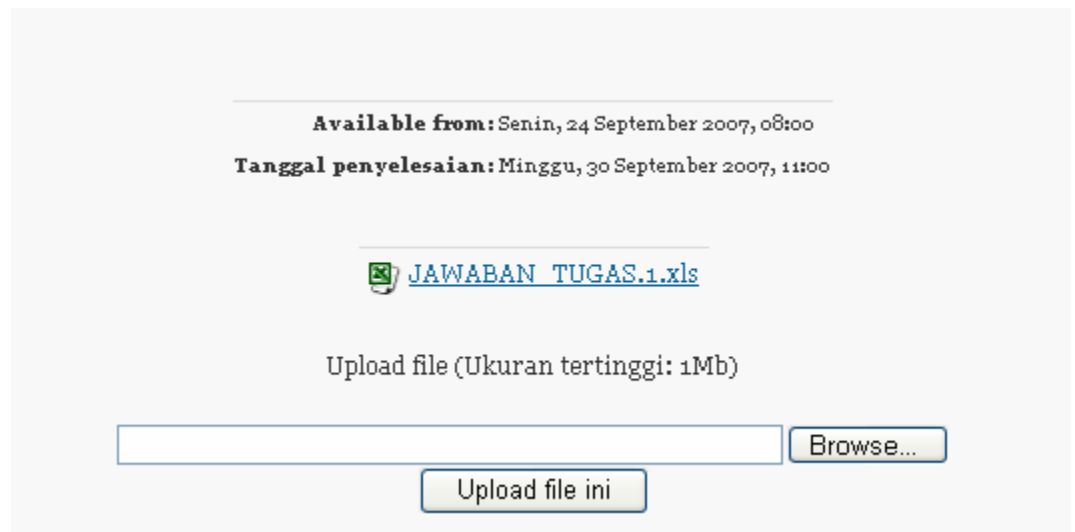 Available from: Senin, 24 September 2007, 08:00
Tanggal penyelesaian: Minggu, 30 September 2007, 11:00
JAWABAN_TUGAS.1.xls
Upload file (Ukuran tertinggi: 1Mb)
Browse...
Upload file ini